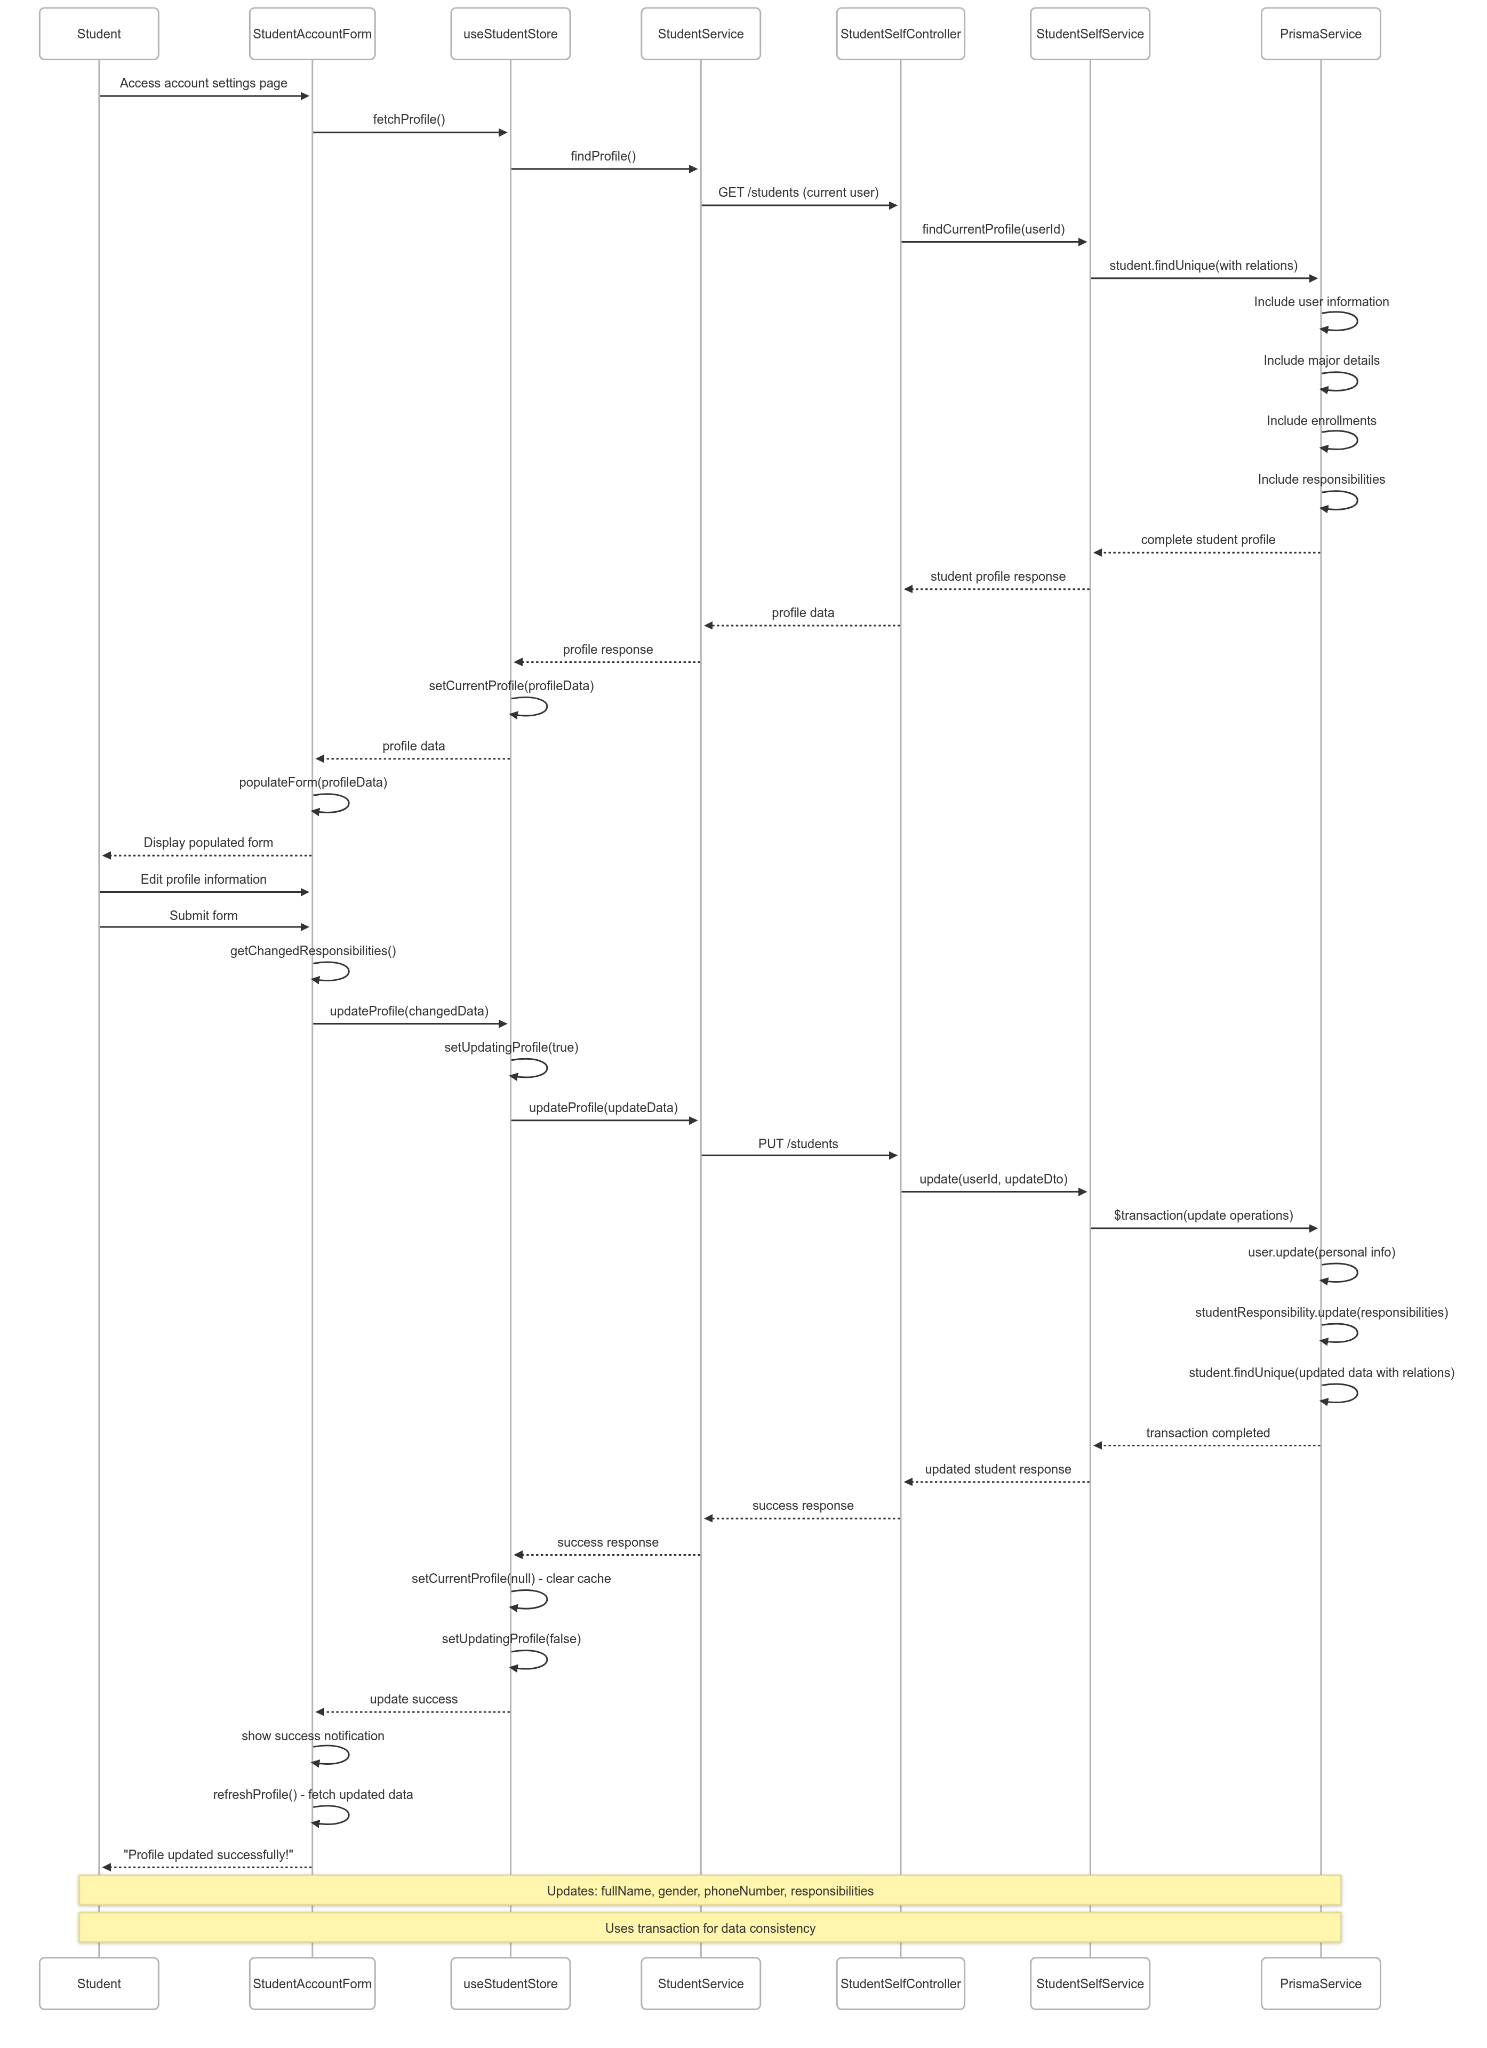 Student
StudentAccountForm
useStudentStore
StudentService
StudentSelfController
StudentSelfService
PrismaService
Access account settings page
fetchProfile()
findProfile()
GET /students (current user)
findCurrentProfile(userId)
student.findUnique(with relations)
Include user information
Include major details
Include enrollments
Include responsibilities
complete student profile
student profile response
profile data
profile response
setCurrentProfile(profileData)
profile data
populateForm(profileData)
Display populated form
Edit profile information
Submit form
getChangedResponsibilities()
updateProfile(changedData)
setUpdatingProfile(true)
updateProfile(updateData)
PUT /students
update(userId, updateDto)
$transaction(update operations)
user.update(personal info)
studentResponsibility.update(responsibilities)
student.findUnique(updated data with relations)
transaction completed
updated student response
success response
success response
setCurrentProfile(null) - clear cache
setUpdatingProfile(false)
update success
show success notification
refreshProfile() - fetch updated data
"Profile updated successfully!"
Updates: fullName, gender, phoneNumber, responsibilities
Uses transaction for data consistency
Student
StudentAccountForm
useStudentStore
StudentService
StudentSelfController
StudentSelfService
PrismaService